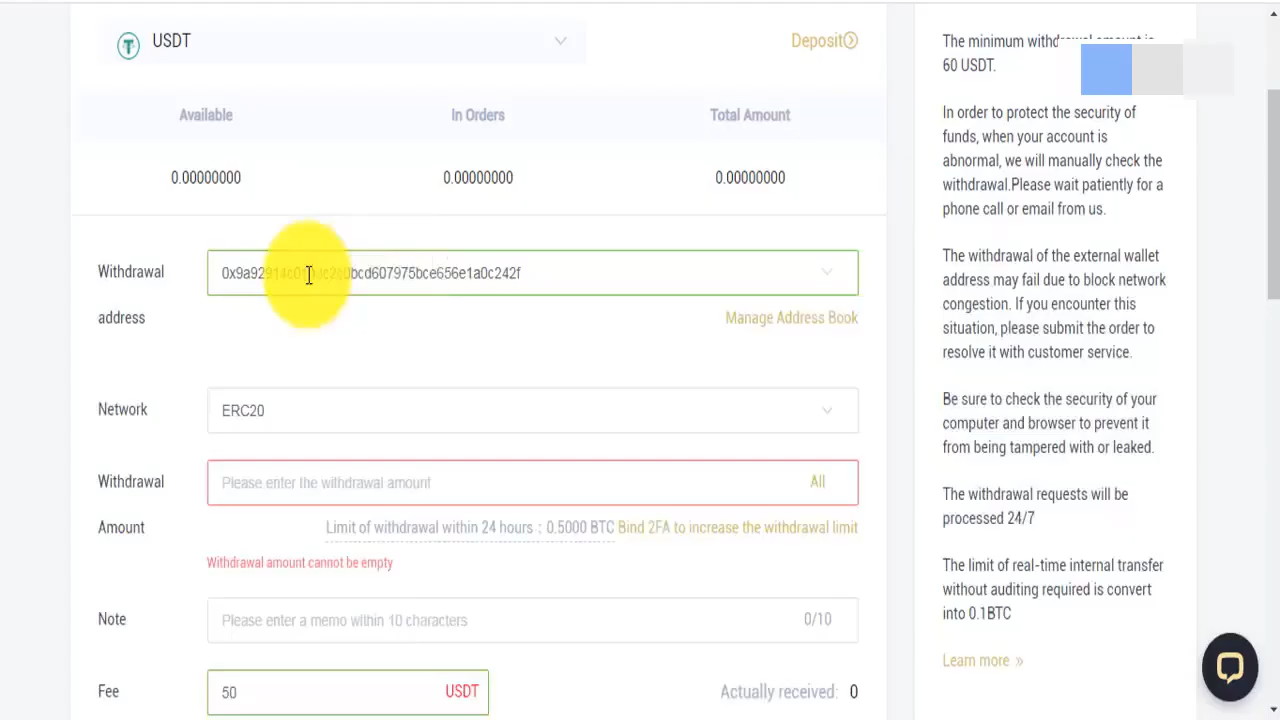 USDT
Deposit
Available In Orders Total Amount
0.00000000 0.00000000 0.00000000
Withdrawal
address
Manage Address Book
Network
ERC20
Withdrawal
Amount
Please enter the withdrawal amount
All
Limit of withdrawal within 24 hours : 0.5000 BTC Bind 2FA to increase the withdrawal limit
Withdrawal amount cannot be empty
Note
Please enter a memo within 10 characters
0/10
Fee
50
USDT
Actually received: 0
The minimum withdrawal amount is
60 USDT.
In order to protect the security of
funds, when your account is
abnormal, we will manually check the
withdrawal.Please wait patiently for a
phone call or email from us.
The withdrawal of the external wallet
address may fail due to block network
congestion. If you encounter this
situation, please submit the order to
resolve it with customer service.
Be sure to check the security of your
computer and browser to prevent it
from being tampered with or leaked.
The withdrawal requests will be
processed 24/7
The limit of real-time internal transfer
without auditing required is convert
into 0.1BTC
Learn more »